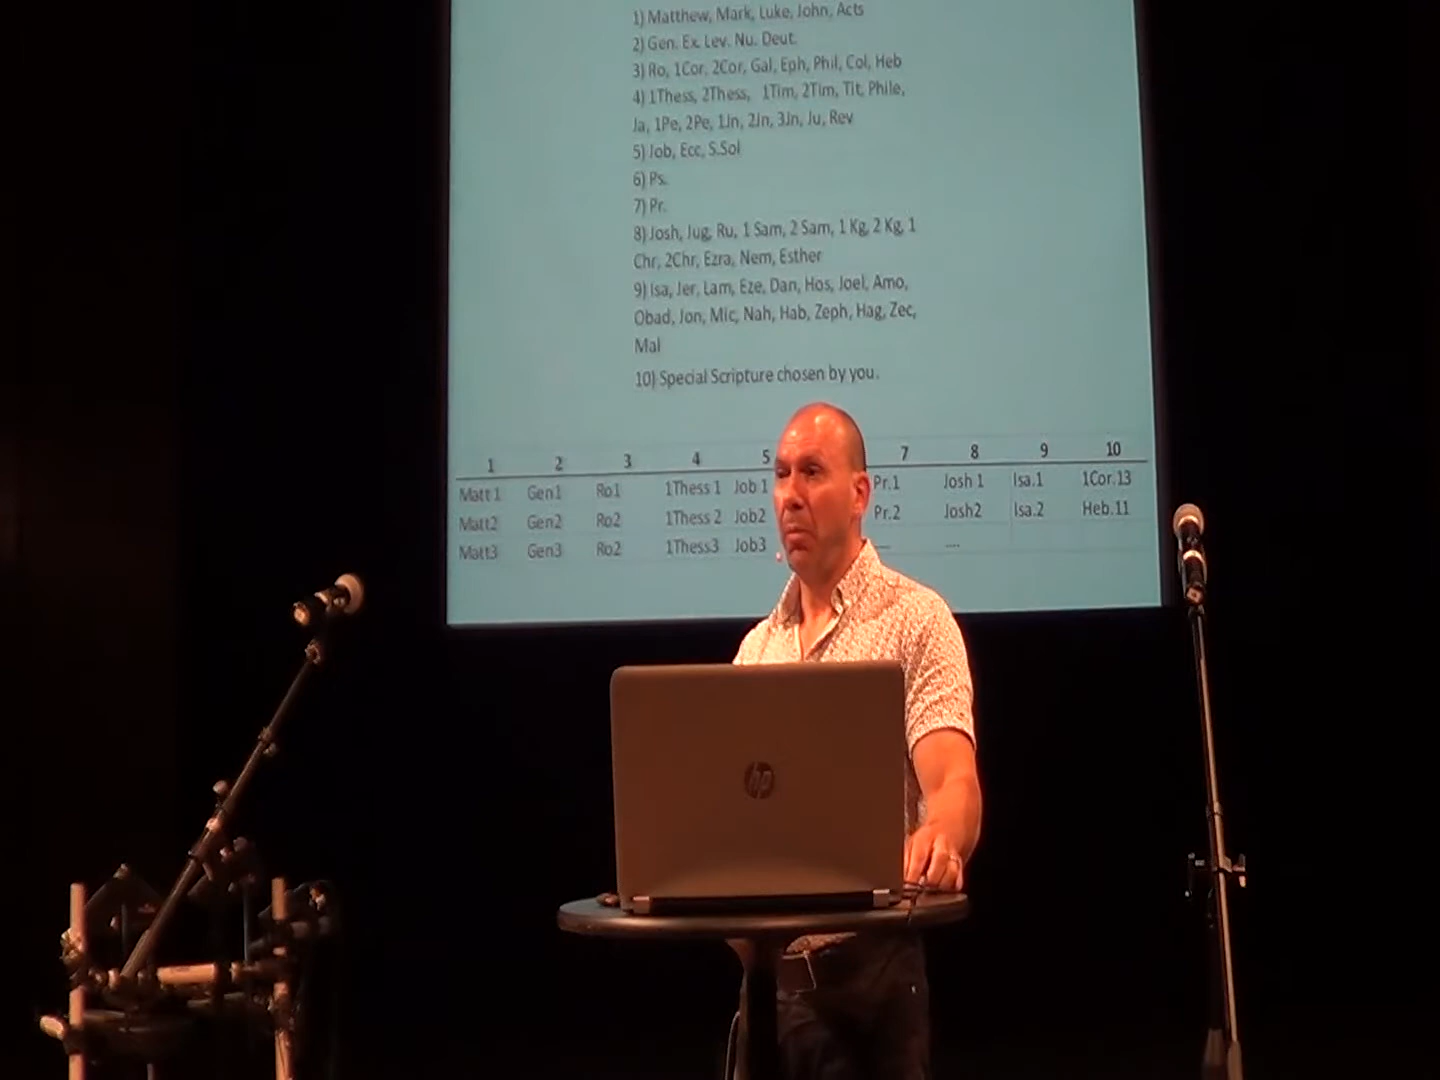 1) Matthew, Mark, Luke, John, Acts
2) Gen. Ex. Lev. Nu. Deut.
3) Ro, 1Cor, 2Cor, Gal, Eph, Phil, Col, Heb
4) 1Thess, 2Thess, 1Tim, 2Tim, Tit, Phile,
Ja, 1Pe, 2Pe, 1Jn, 2Jn, 3Jn, Ju, Rev
5) Job, Ecc, S.Sol
6) Ps.
7) Pr.
8) Josh, Jug, Ru, 1 Sam, 2 Sam, 1 Kg, 2 Kg, 1
Chr, 2Chr, Ezra, Nem, Esther
9) Isa, Jer, Lam, Eze, Dan, Hos, Joel, Amo,
Obad, Jon, Mic, Nah, Hab, Zeph, Hag, Zec,
Mal
10) Special Scripture chosen by you.
1 2 3 4 5 7 8 9 10
Matt 1 Gen1 Ro1 1Thess 1 Job 1 Pr.1 Josh 1 Isa.1 1Cor.13
Matt2 Gen2 Ro2 1Thess 2 Job2 Pr.2 Josh2 Isa.2 Heb.11
Matt3 Gen3 Ro2 1Thess3 Job3 .... ....
hp